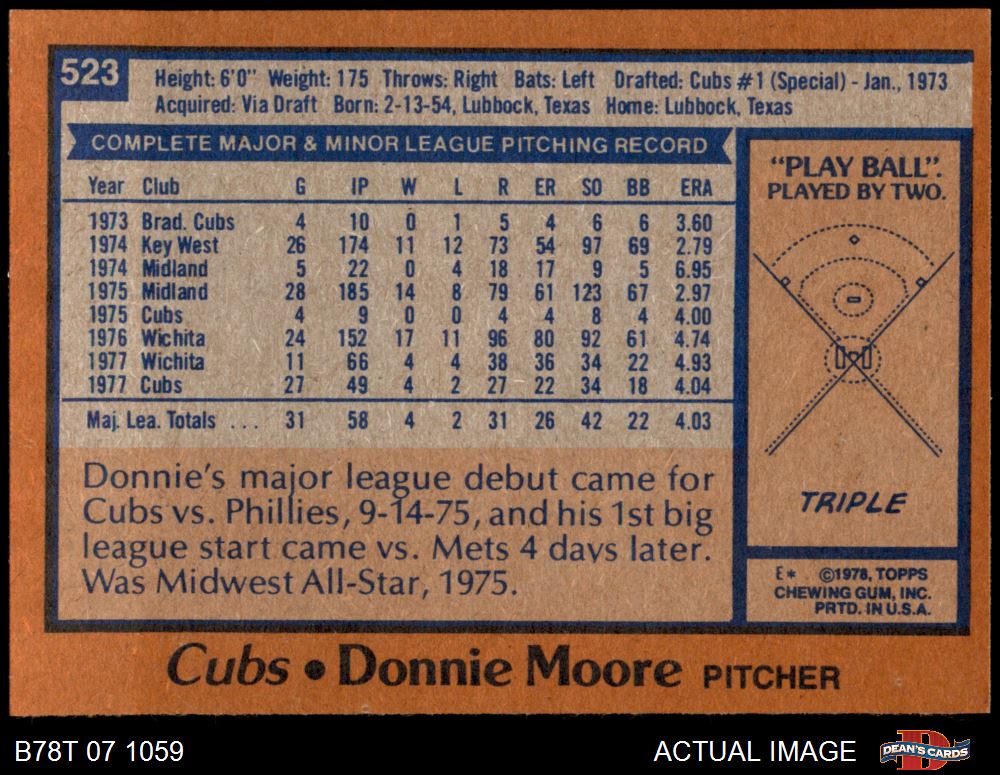 523
Height: 6'0" Weight: 175 Throws: Right Bats: Left Drafted: Cubs #1 (Special) - Jan., 1973
Acquired: Via Draft Born: 2-13-54, Lubbock, Texas Home: Lubbock, Texas
COMPLETE MAJOR & MINOR LEAGUE PITCHING RECORD
Year Club G IP W L R ER SO BB ERA
1973 Brad. Cubs 4 10 0 1 5 4 6 6 3.60
1974 Key West 26 174 11 12 73 54 97 69 2.79
1974 Midland 5 22 0 4 18 17 9 5 6.95
1975 Midland 28 185 14 8 79 61 123 67 2.97
1975 Cubs 4 9 0 0 4 4 8 4 4.00
1976 Wichita 24 152 17 11 96 80 92 61 4.74
1977 Wichita 11 66 4 4 38 36 34 22 4.93
1977 Cubs 27 49 4 2 27 22 34 18 4.04
Maj. Lea. Totals ... 31 58 4 2 31 26 42 22 4.03
Donnie's major league debut came for
Cubs vs. Phillies, 9-14-75, and his 1st big
league start came vs. Mets 4 days later.
Was Midwest All-Star, 1975.
"PLAY BALL".
PLAYED BY TWO.
TRIPLE
E* ©1978, TOPPS
CHEWING GUM, INC.
PRTD. IN U.S.A.
Cubs • Donnie Moore PITCHER
B78T 07 1059
ACTUAL IMAGE
D
DEAN'S CARDS